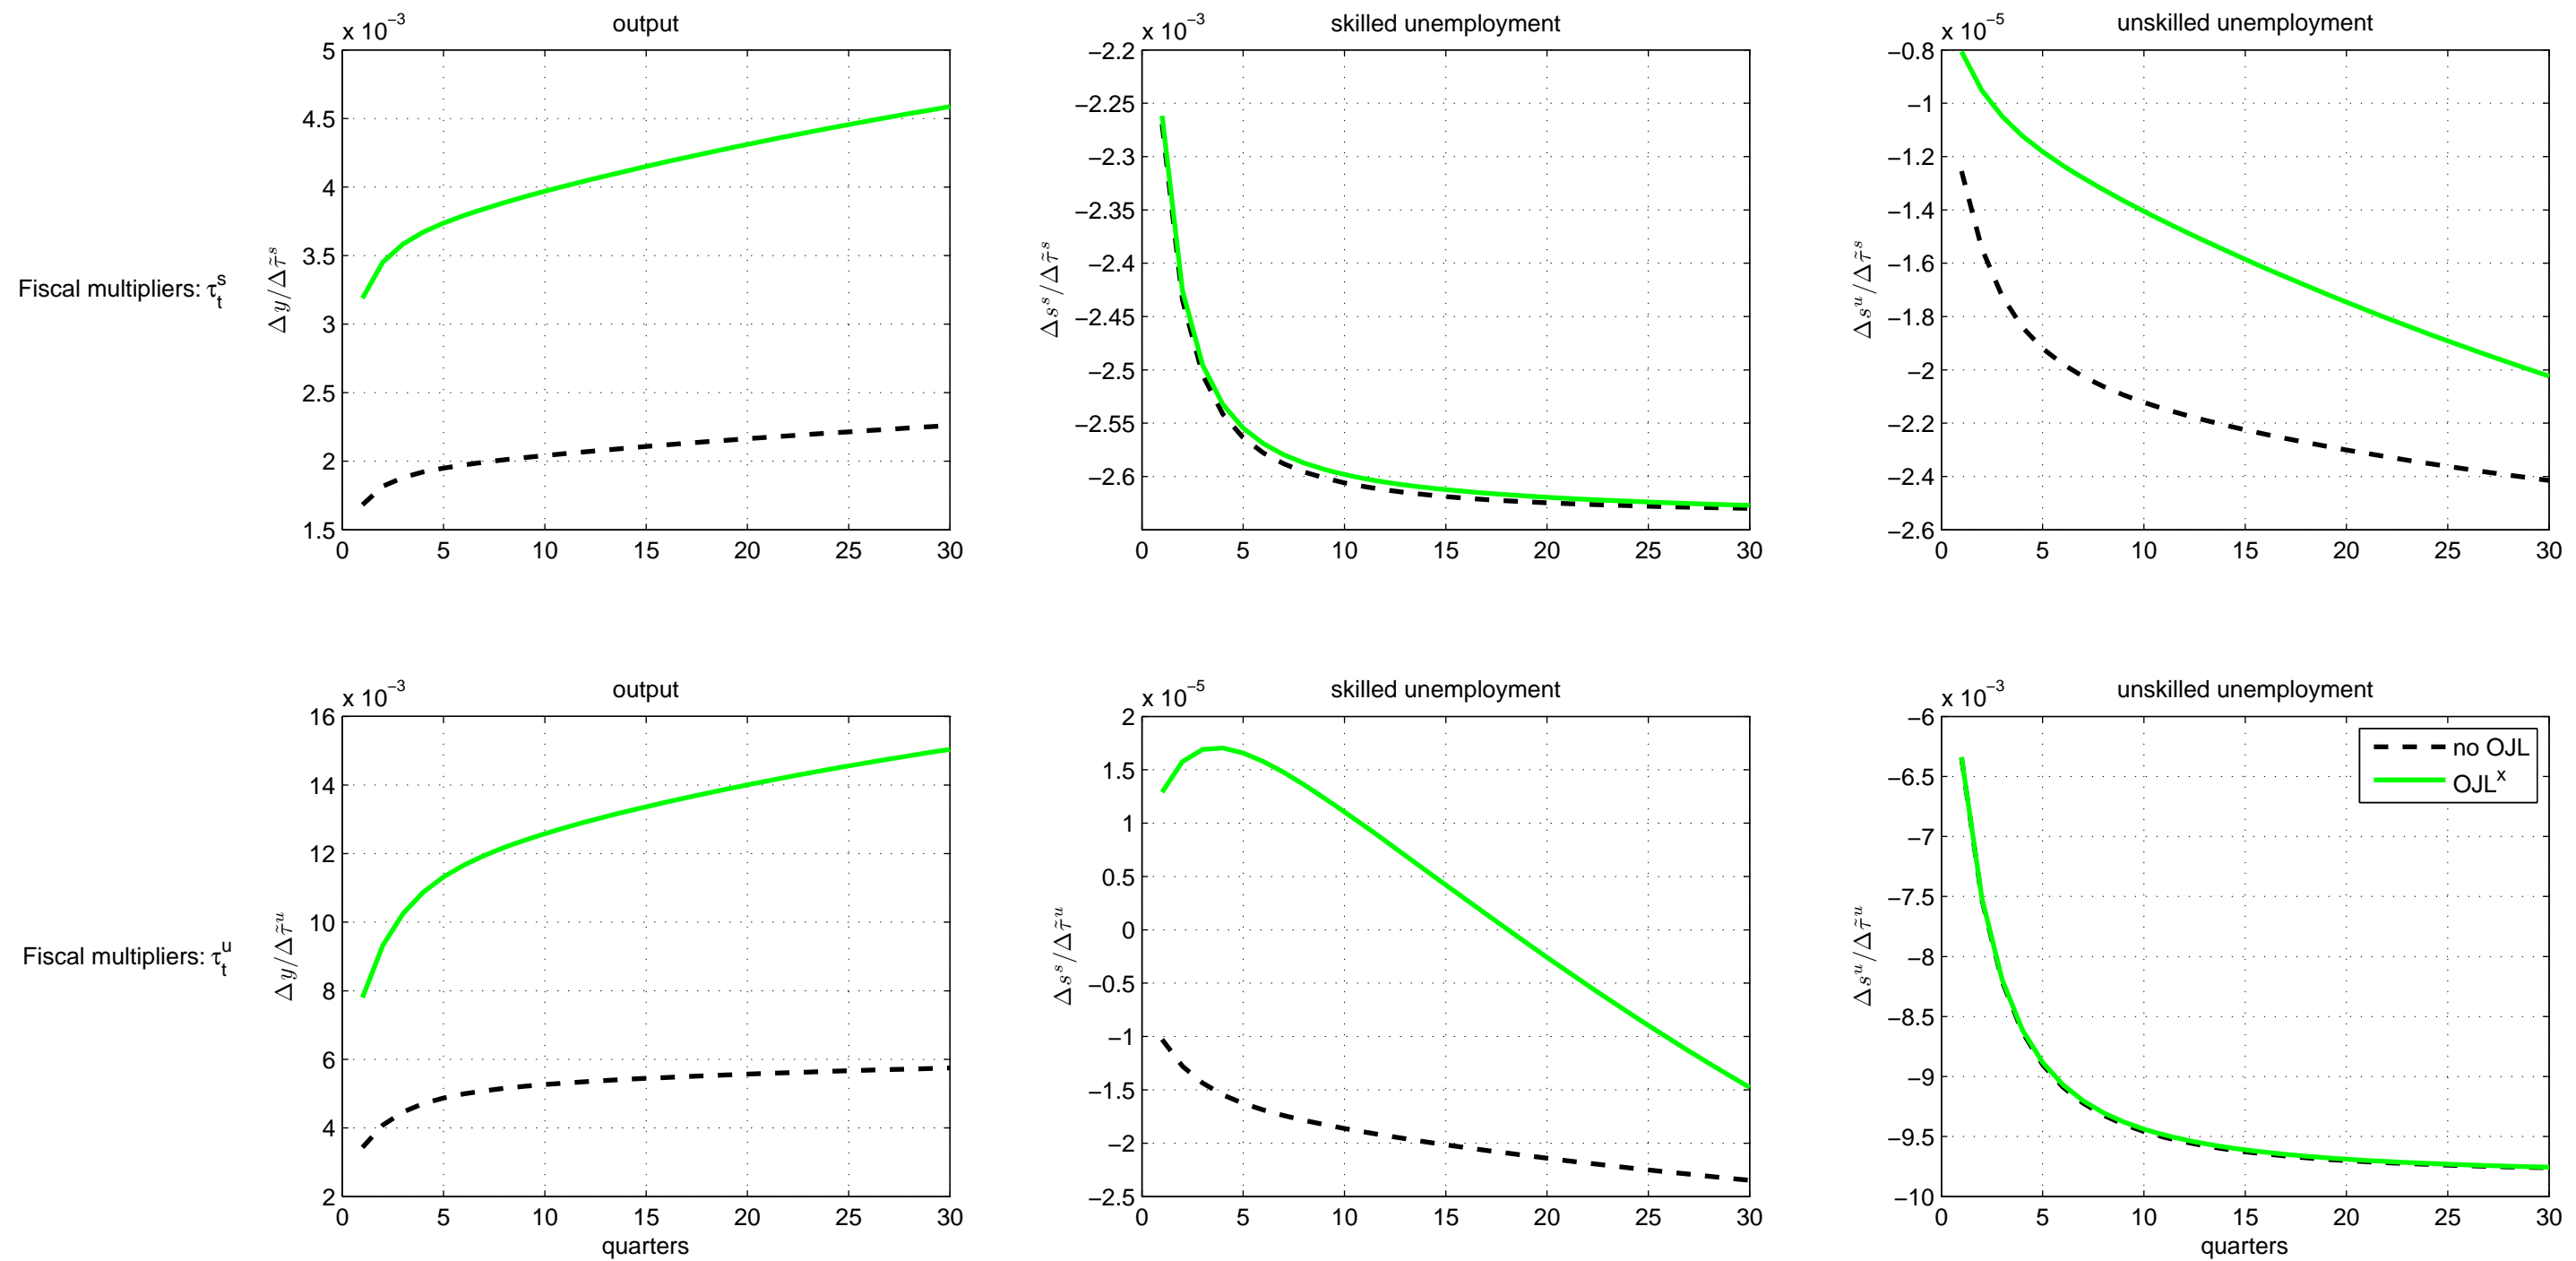 output
x 10⁻³
5
4.5
4
3.5
3
2.5
2
1.5
0 5 10 15 20 25 30
Δy/Δτ̃ˢ
Fiscal multipliers: τₜˢ
skilled unemployment
x 10⁻³
−2.2
−2.25
−2.3
−2.35
−2.4
−2.45
−2.5
−2.55
−2.6
0 5 10 15 20 25 30
Δsˢ/Δτ̃ˢ
unskilled unemployment
x 10⁻⁵
−0.8
−1
−1.2
−1.4
−1.6
−1.8
−2
−2.2
−2.4
−2.6
0 5 10 15 20 25 30
Δsᵘ/Δτ̃ˢ
output
x 10⁻³
16
14
12
10
8
6
4
2
0 5 10 15 20 25 30
quarters
Δy/Δτ̃ᵘ
Fiscal multipliers: τₜᵘ
skilled unemployment
x 10⁻⁵
2
1.5
1
0.5
0
−0.5
−1
−1.5
−2
−2.5
0 5 10 15 20 25 30
Δsˢ/Δτ̃ᵘ
unskilled unemployment
x 10⁻³
−6
−6.5
−7
−7.5
−8
−8.5
−9
−9.5
−10
0 5 10 15 20 25 30
quarters
Δsᵘ/Δτ̃ᵘ
no OJL
OJLˣ